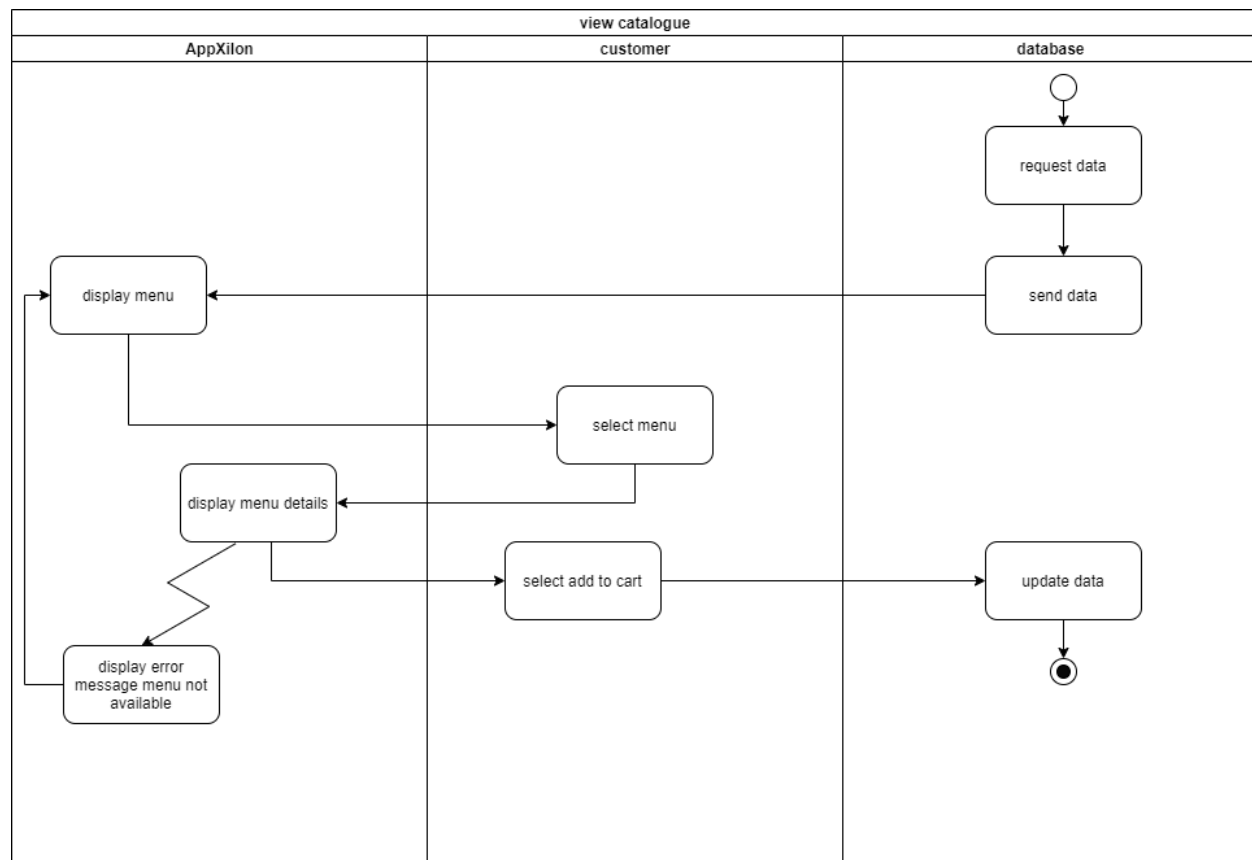 view catalogue
AppXilon
customer
database
request data
display menu
send data
select menu
display menu details
select add to cart
update data
display error
message menu not
available